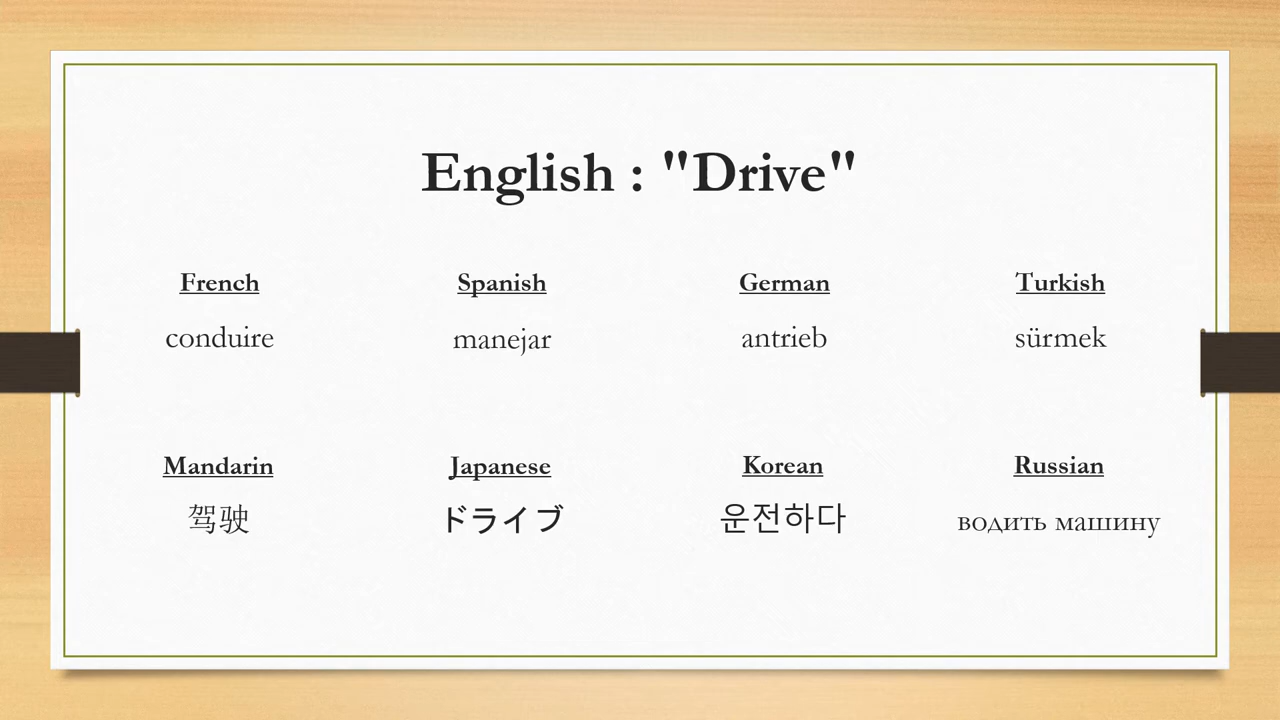 English : "Drive"
French
Spanish
German
Turkish
conduire
manejar
antrieb
sürmek
Mandarin
Japanese
Korean
Russian
驾驶
ドライブ
운전하다
водить машину